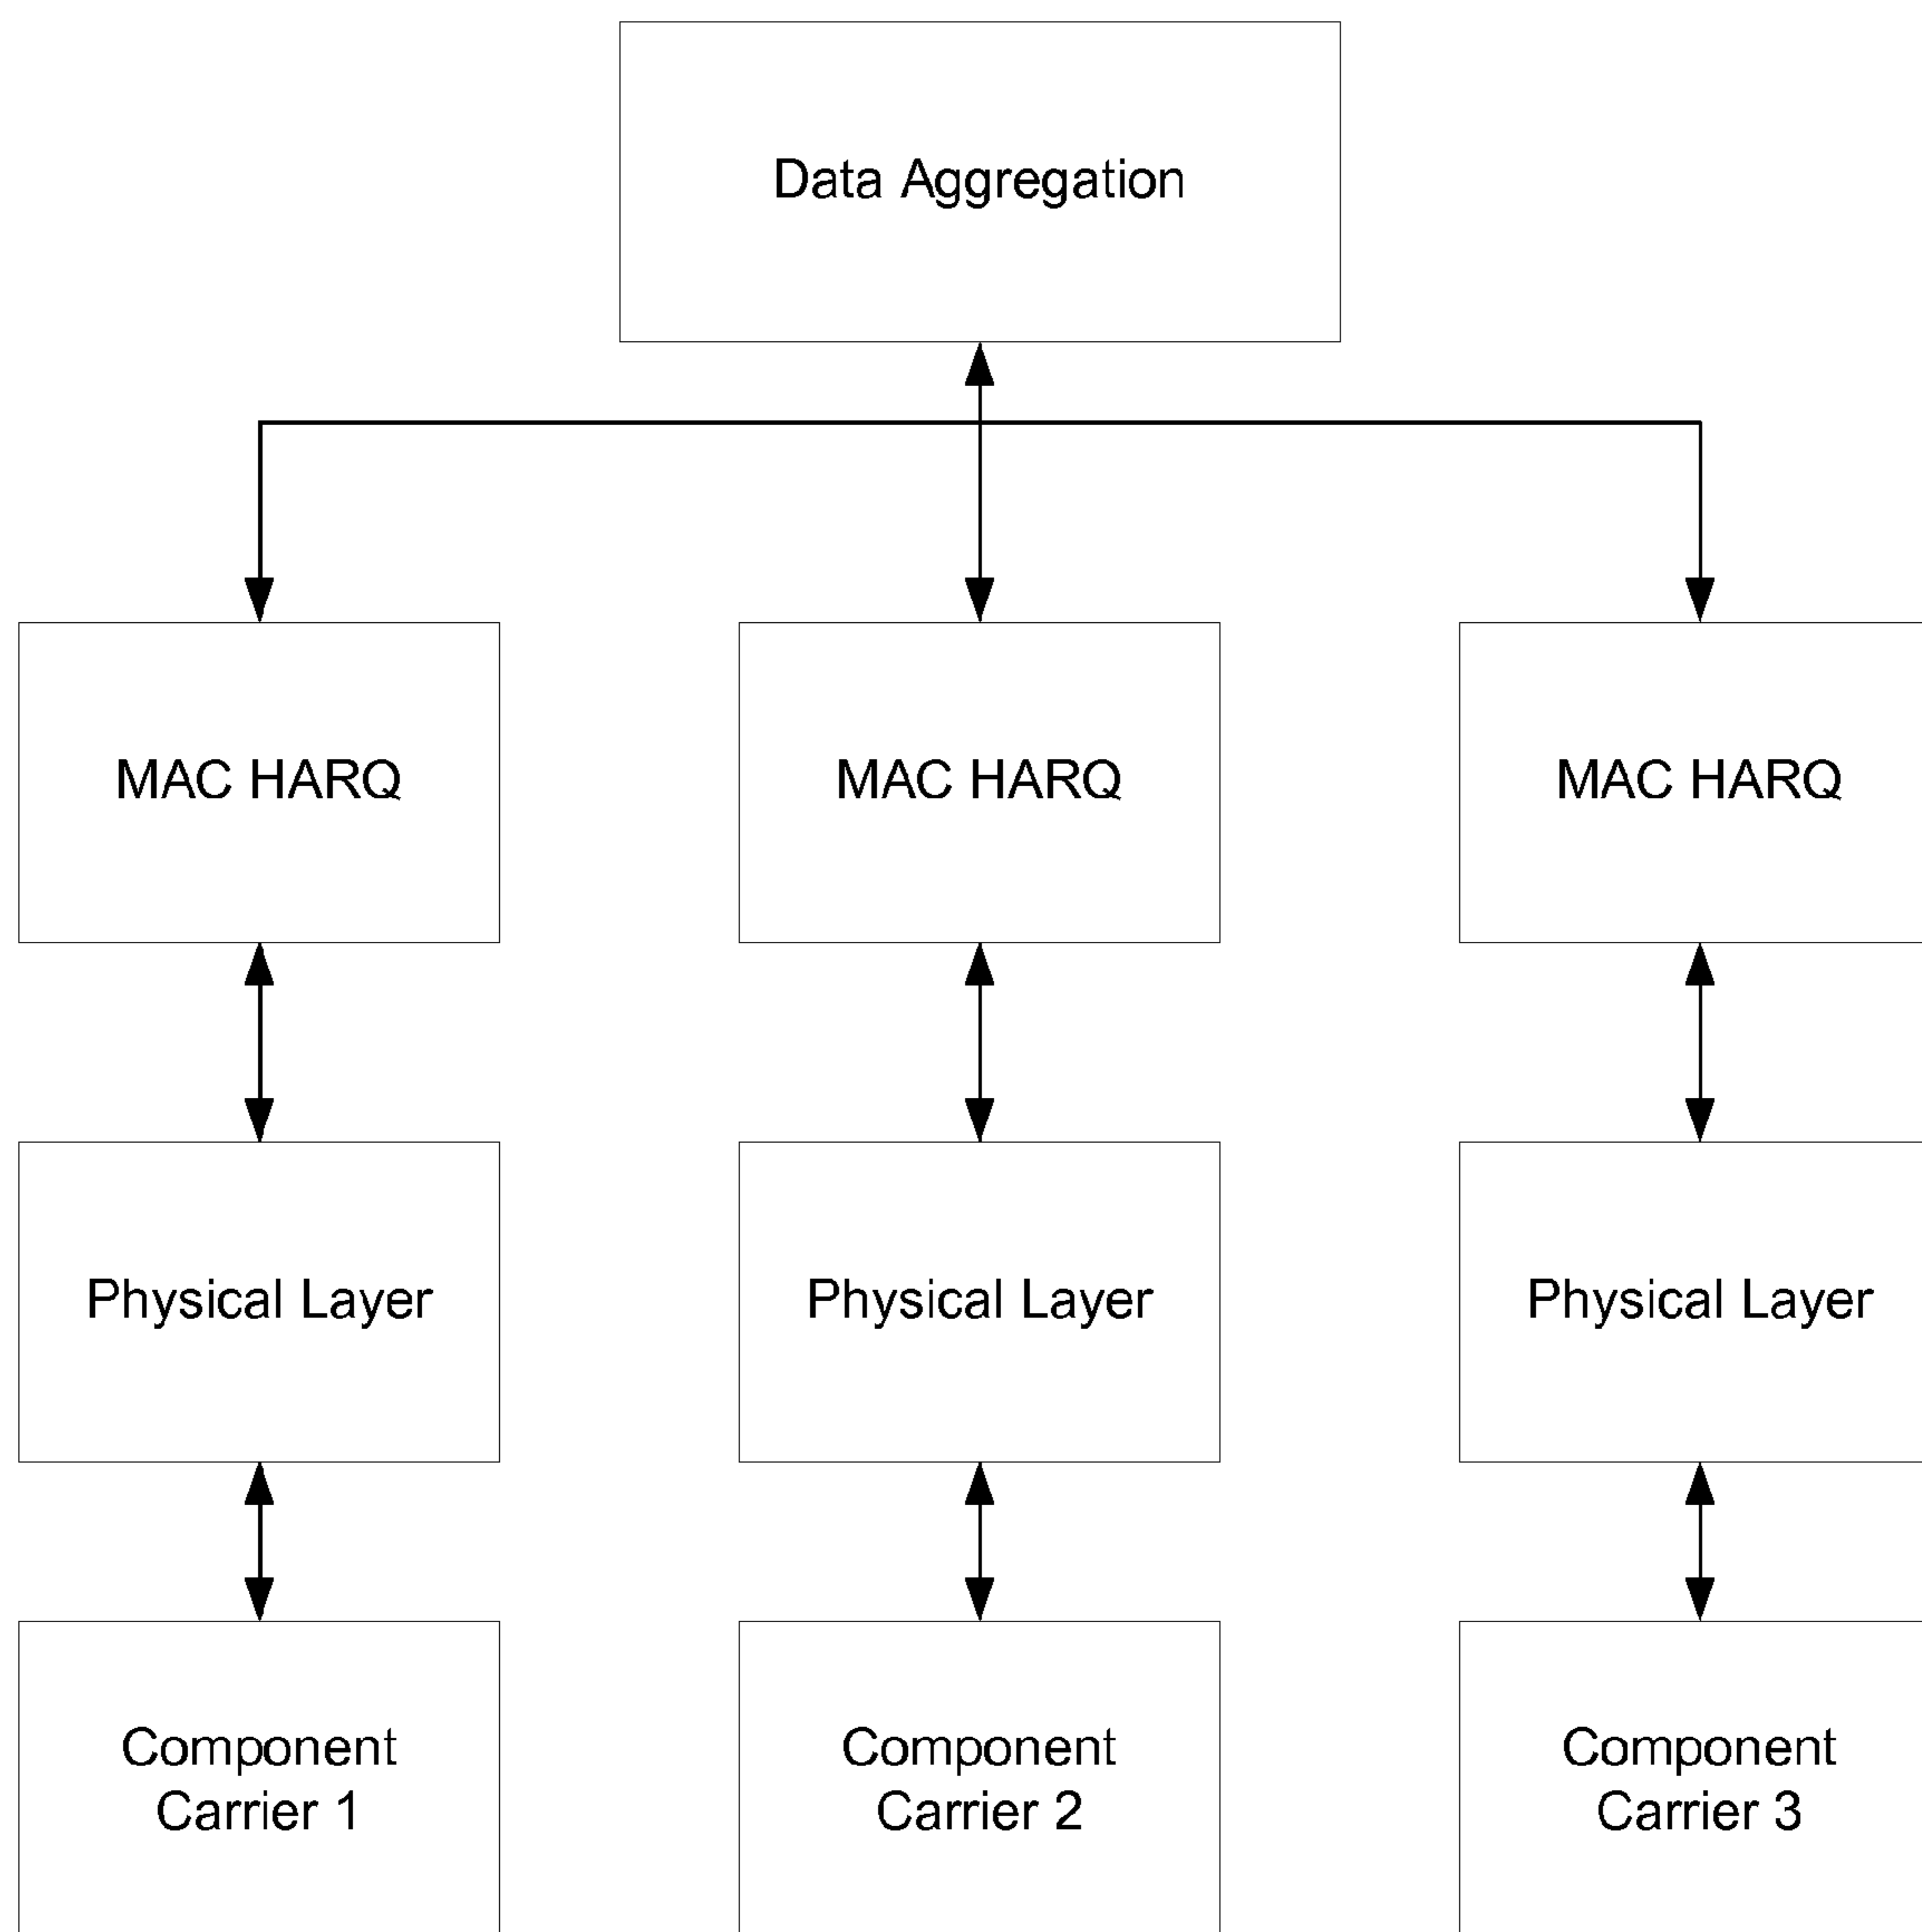 Data Aggregation
MAC HARQ
MAC HARQ
MAC HARQ
Physical Layer
Physical Layer
Physical Layer
Component
Carrier 1
Component
Carrier 2
Component
Carrier 3